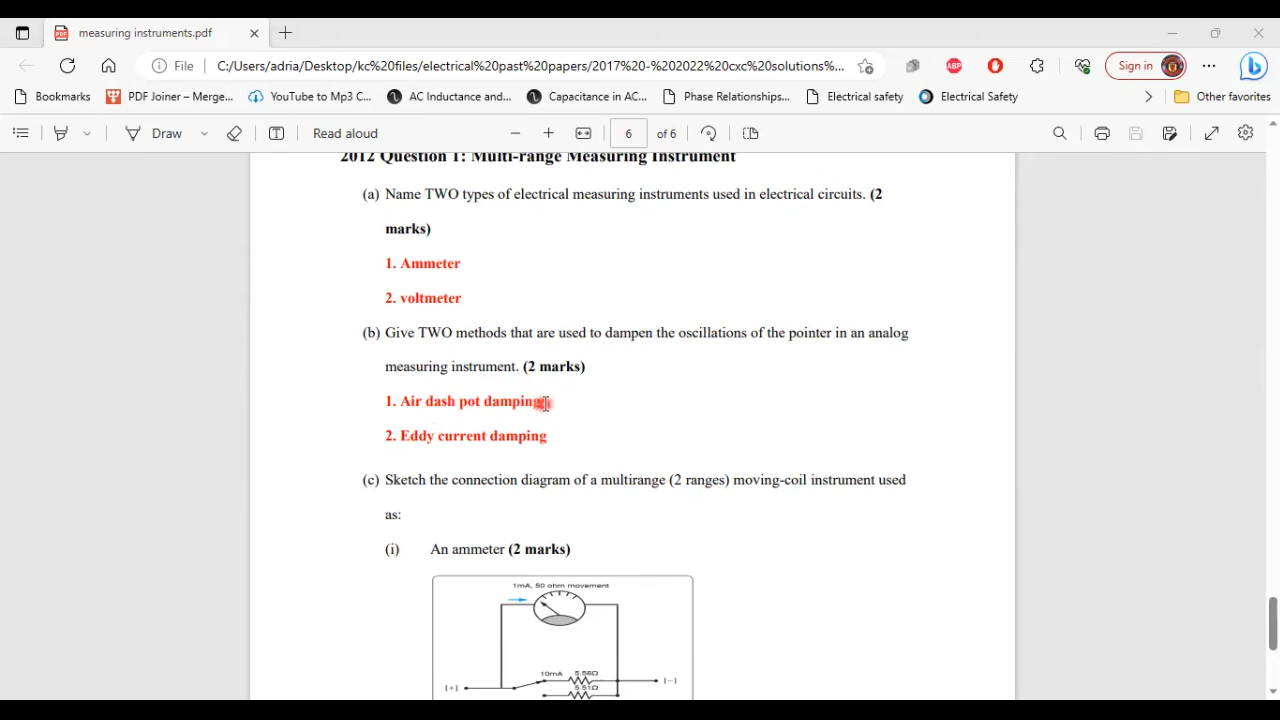 measuring instruments.pdf
File
C:/Users/adria/Desktop/kc%20files/electrical%20past%20papers/2017%20-%202022%20cxc%20solutions%...
ABP
Sign in
Bookmarks
PDF Joiner – Merge...
YouTube to Mp3 C...
AC Inductance and...
Capacitance in AC...
Phase Relationships...
Electrical safety
Electrical Safety
Other favorites
Draw
Read aloud
6
of 6
2012 Question 1: Multi-range Measuring Instrument
(a) Name TWO types of electrical measuring instruments used in electrical circuits. (2
marks)
1. Ammeter
2. voltmeter
(b) Give TWO methods that are used to dampen the oscillations of the pointer in an analog
measuring instrument. (2 marks)
1. Air dash pot damping
2. Eddy current damping
(c) Sketch the connection diagram of a multirange (2 ranges) moving-coil instrument used
as:
(i) An ammeter (2 marks)
1mA, 50 ohm movement
10mA
5.56Ω
[+]
[−]
5.51Ω